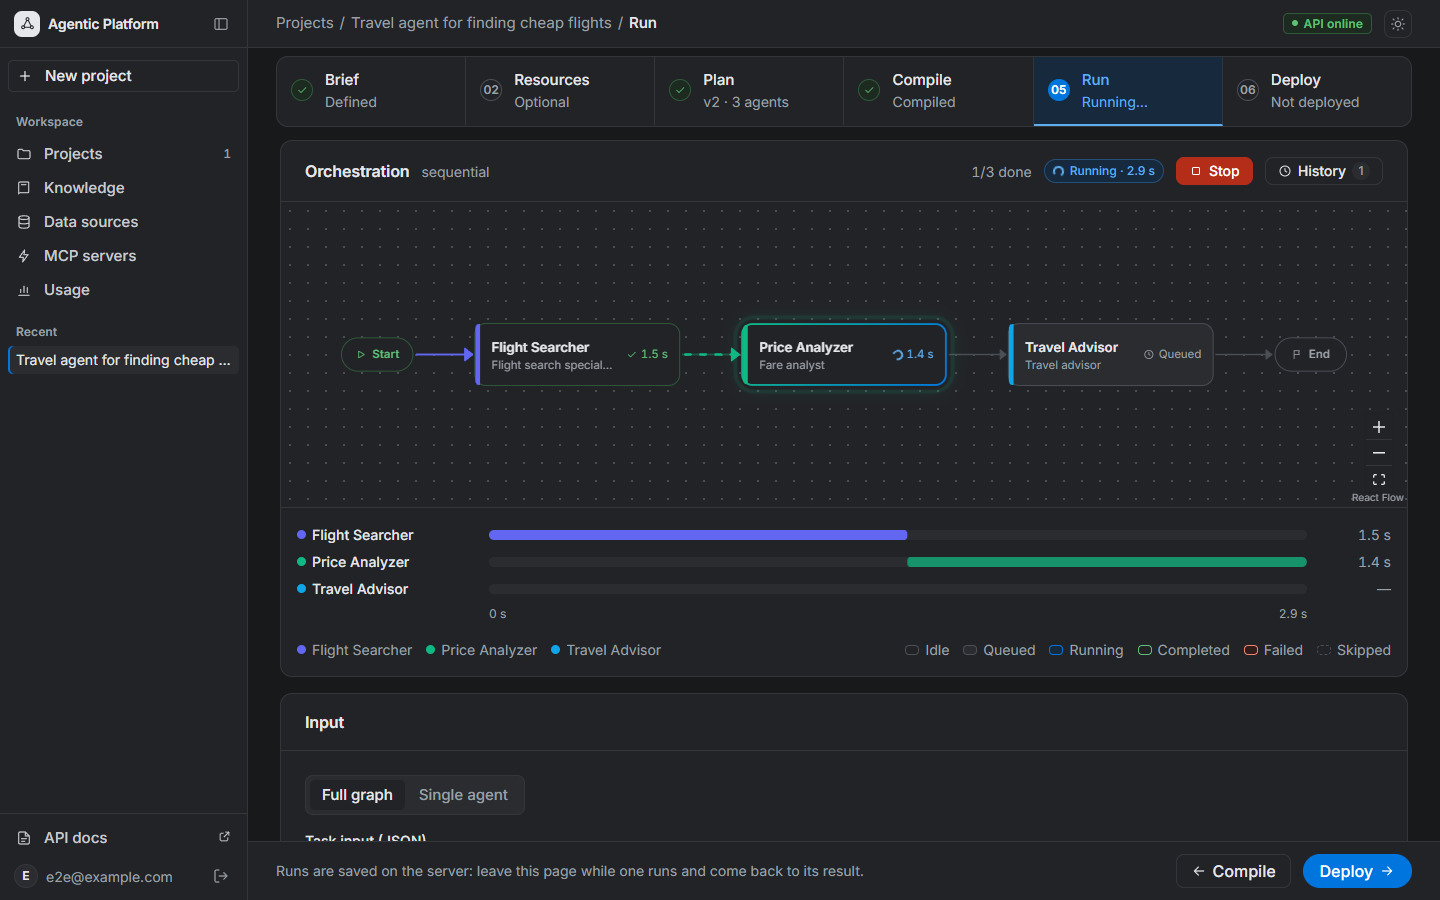 Agentic Platform
Projects / Travel agent for finding cheap flights / Run
API online
New project
Workspace
Projects 1
Knowledge
Data sources
MCP servers
Usage
Recent
Travel agent for finding cheap ...
API docs
E e2e@example.com
Brief
Defined
02 Resources
Optional
Plan
v2 · 3 agents
Compile
Compiled
05 Run
Running...
06 Deploy
Not deployed
Orchestration sequential
1/3 done
Running · 2.9 s
Stop
History 1
Start
Flight Searcher
Flight search special...
1.5 s
Price Analyzer
Fare analyst
1.4 s
Travel Advisor
Travel advisor
Queued
End
React Flow
Flight Searcher 1.5 s
Price Analyzer 1.4 s
Travel Advisor —
0 s 2.9 s
Flight Searcher Price Analyzer Travel Advisor
Idle Queued Running Completed Failed Skipped
Input
Full graph Single agent
Task input (JSON)
Runs are saved on the server: leave this page while one runs and come back to its result.
Compile
Deploy